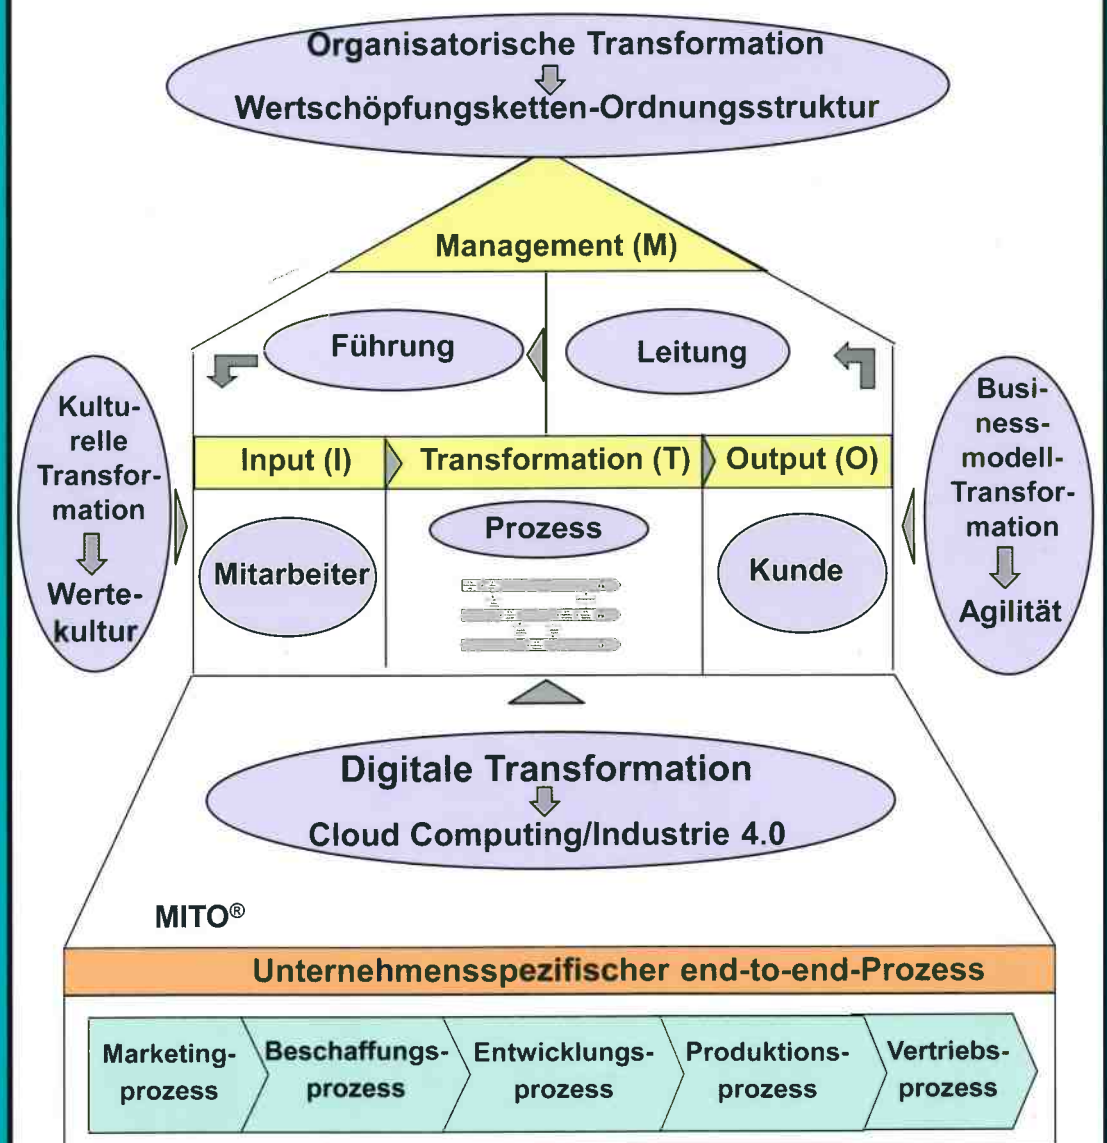 Organisatorische Transformation
Wertschöpfungsketten-Ordnungsstruktur
Management (M)
Führung
Leitung
Kultu-
relle
Transfor-
mation
Werte-
kultur
Input (I)
Transformation (T)
Output (O)
Mitarbeiter
Prozess
Kunde
Busi-
ness-
modell-
Transfor-
mation
Agilität
Digitale Transformation
Cloud Computing/Industrie 4.0
MITO®
Unternehmensspezifischer end-to-end-Prozess
Marketing-
prozess
Beschaffungs-
prozess
Entwicklungs-
prozess
Produktions-
prozess
Vertriebs-
prozess